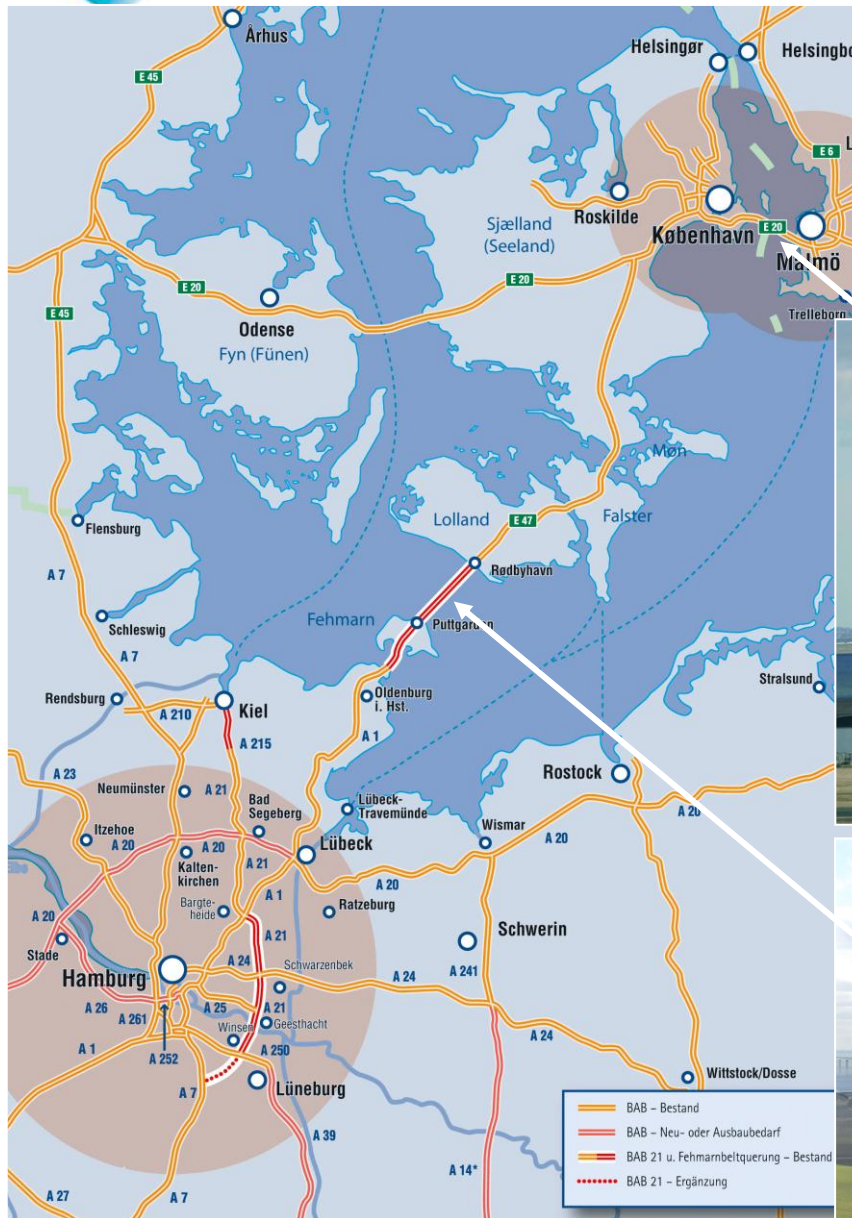 Århus
Helsingør
Helsingbo
E 45
E 6
L
Roskilde
København
Sjælland
(Seeland)
E 20
Malmö
E 20
E 20
Trelleborg
E 45
Odense
Fyn (Fünen)
Møn
Lolland
Falster
E 47
Flensburg
Rødbyhavn
A 7
Fehmarn
Puttgarden
Schleswig
A 7
Stralsund
Rendsburg
Kiel
Oldenburg
i. Hst.
A 210
A 215
A 1
A 23
Rostock
Neumünster
A 21
Bad
Segeberg
Lübeck-
Travemünde
A 20
Itzehoe
Wismar
A 20
A 20
A 20
Lübeck
Kalten-
kirchen
A 21
A 1
A 20
Bargte-
heide
Ratzeburg
A 20
A 21
Stade
Schwerin
A 24
Hamburg
Schwarzenbek
A 241
A 24
A 26
A 25
A 21
A 261
Geesthacht
Winsen
A 1
A 250
A 24
A 252
Wittstock/Dosse
A 7
Lüneburg
A 39
A 14*
A 27
A 7
BAB – Bestand
BAB – Neu- oder Ausbaubedarf
BAB 21 u. Fehmarnbeltquerung – Bestand
BAB 21 – Ergänzung